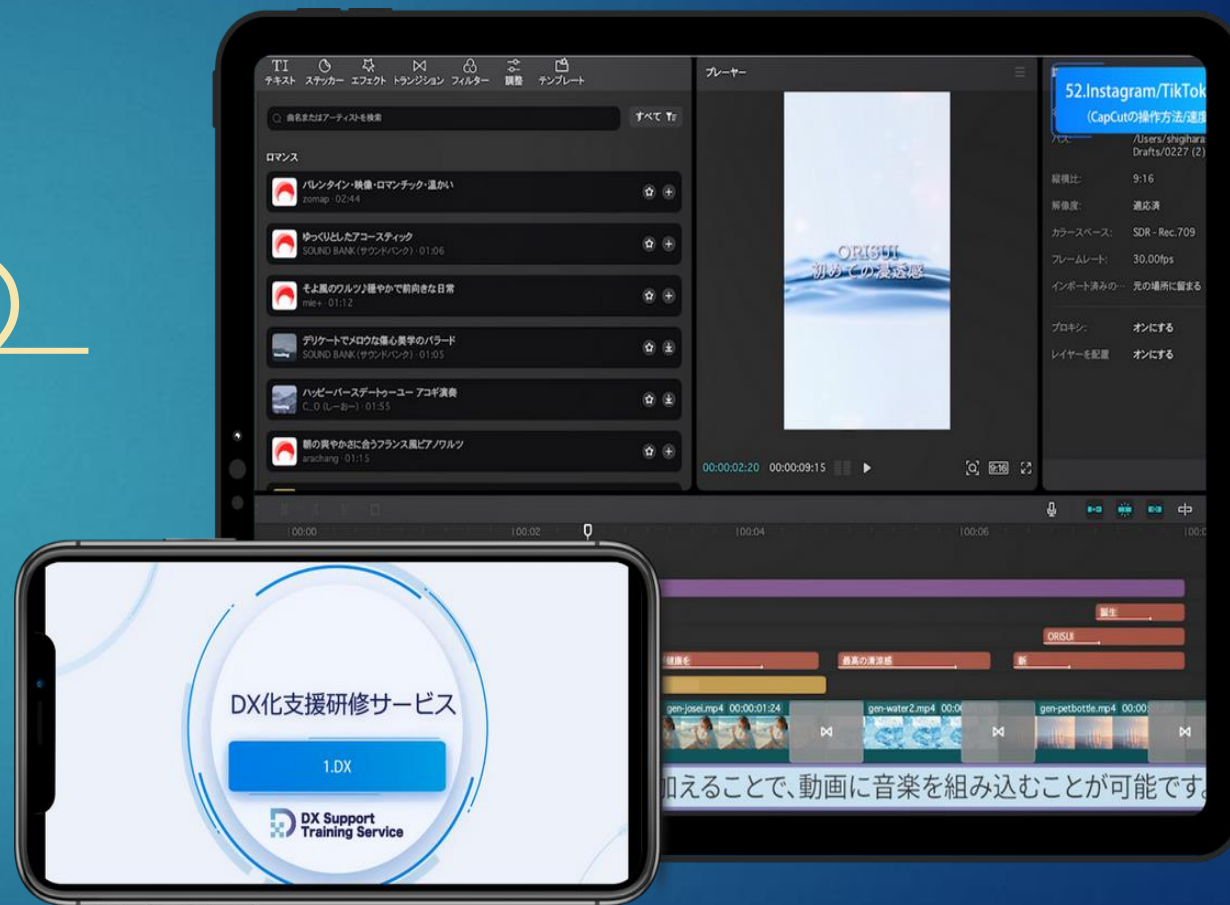 TI
テキスト ステッカー エフェクト トランジション フィルター 調整 テンプレート
曲名またはアーティストを検索
すべて
ロマンス
バレンタイン・映像・ロマンチック・温かい
zomap・02:44
ゆっくりとしたアコースティック
SOUND BANK (サウンドバンク)・01:06
そよ風のワルツ♪穏やかで前向きな日常
mie+・01:12
デリケートでメロウな傷心美学のバラード
SOUND BANK (サウンドバンク)・01:05
ハッピーバースデートゥーユー アコギ演奏
C_O (しーおー)・01:55
朝の爽やかさに合うフランス風ピアノワルツ
arachang・01:15
プレーヤー
ORISUI
初めての浸透感
00:00:02:20 00:00:09:15
9:16
52.Instagram/TikTok
(CapCutの操作方法/速度
パス: /Users/shigihara
Drafts/0227 (2)
縦横比: 9:16
解像度: 適応済
カラースペース: SDR - Rec.709
フレームレート: 30.00fps
インポート済みの… 元の場所に留まる
プロキシ: オンにする
レイヤーを配置 オンにする
00:00 00:02 00:04 00:06 00:0
誕生
ORISUI
健康を 最高の清涼感 新
gen-josei.mp4 00:00:01:24 gen-water2.mp4 00:00 gen-petbottle.mp4 00:00
加えることで、動画に音楽を組み込むことが可能です。
DX化支援研修サービス
1.DX
DX Support
Training Service